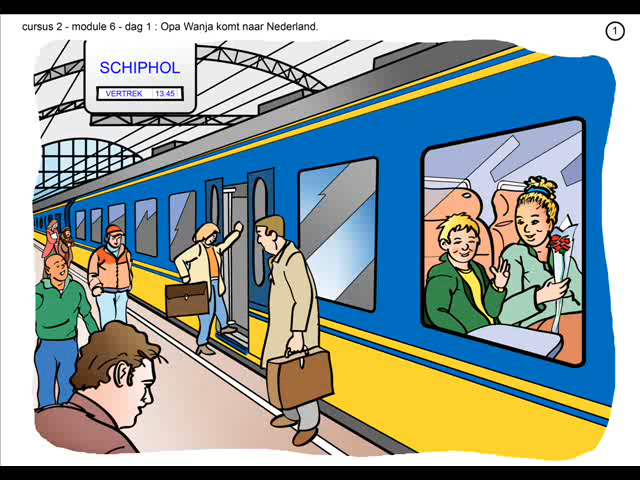 cursus 2 - module 6 - dag 1 : Opa Wanja komt naar Nederland.
1
SCHIPHOL
VERTREK 13.45